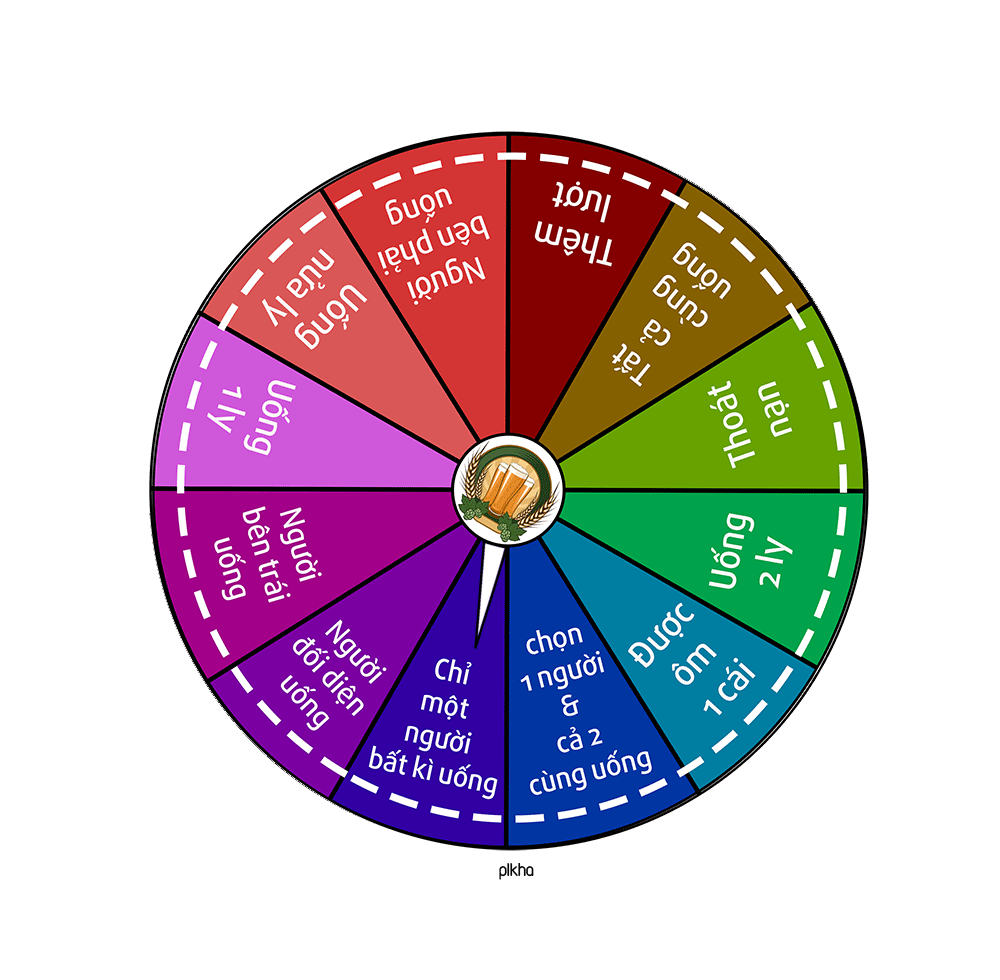 Thêm
lượt
Tất
cả
cùng
uống
Thoát
nạn
Uống
2 ly
Được
ôm
1 cái
chọn
1 người
&
cả 2
cùng uống
Chỉ
một
người
bất kì uống
Người
đối diện
uống
Người
bên trái
uống
Uống
1 ly
Uống
nửa ly
Người
bên phải
uống
plkha